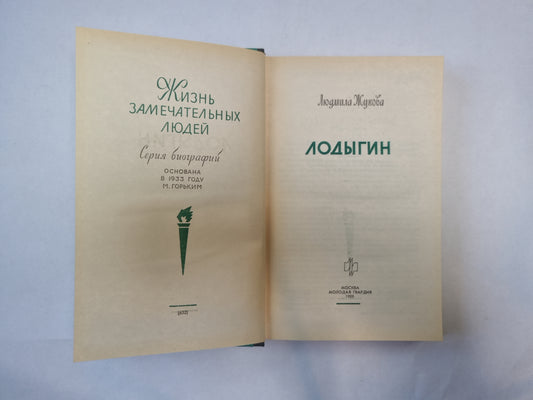 Жизнь
ЗАМЕЧАТЕЛЬНЫХ
ЛЮДЕЙ
Серия биографий
ОСНОВАНА
В 1933 ГОДУ
М. ГОРЬКИМ
Людмила Жукова
ЛОДЫГИН
МОСКВА
МОЛОДАЯ ГВАРДИЯ